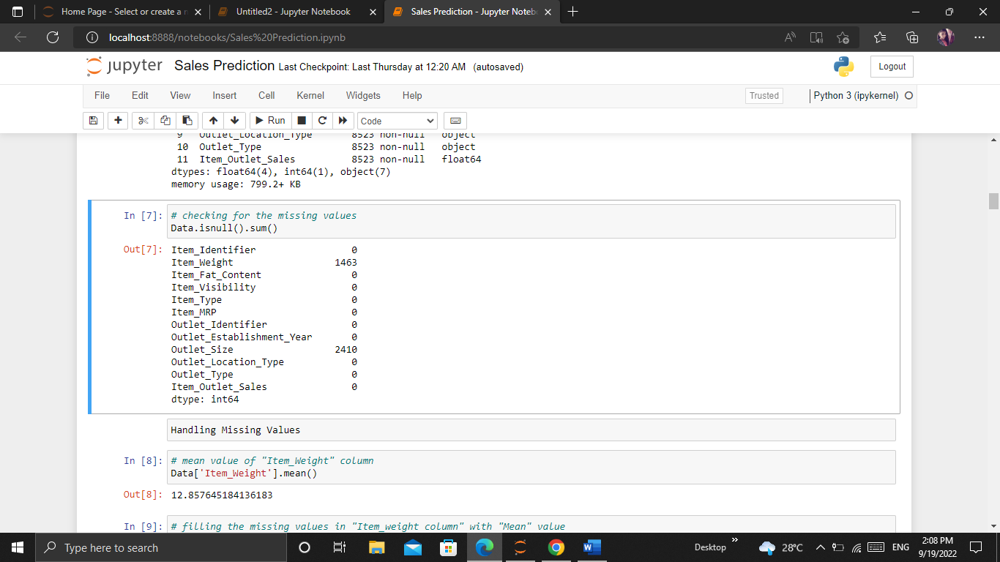 Home Page - Select or create a n
Untitled2 - Jupyter Notebook
Sales Prediction - Jupyter Noteb
localhost:8888/notebooks/Sales%20Prediction.ipynb
jupyter Sales Prediction Last Checkpoint: Last Thursday at 12:20 AM (autosaved)
Logout
File Edit View Insert Cell Kernel Widgets Help
Trusted
Python 3 (ipykernel)
Run
Code
9 Outlet_Location_Type 8523 non-null object
10 Outlet_Type 8523 non-null object
11 Item_Outlet_Sales 8523 non-null float64
dtypes: float64(4), int64(1), object(7)
memory usage: 799.2+ KB
In [7]: # checking for the missing values
Data.isnull().sum()
Out[7]: Item_Identifier 0
Item_Weight 1463
Item_Fat_Content 0
Item_Visibility 0
Item_Type 0
Item_MRP 0
Outlet_Identifier 0
Outlet_Establishment_Year 0
Outlet_Size 2410
Outlet_Location_Type 0
Outlet_Type 0
Item_Outlet_Sales 0
dtype: int64
Handling Missing Values
In [8]: # mean value of "Item_Weight" column
Data['Item_Weight'].mean()
Out[8]: 12.857645184136183
In [9]: # filling the missing values in "Item_weight column" with "Mean" value
Type here to search
Desktop
28°C
ENG
2:08 PM
9/19/2022